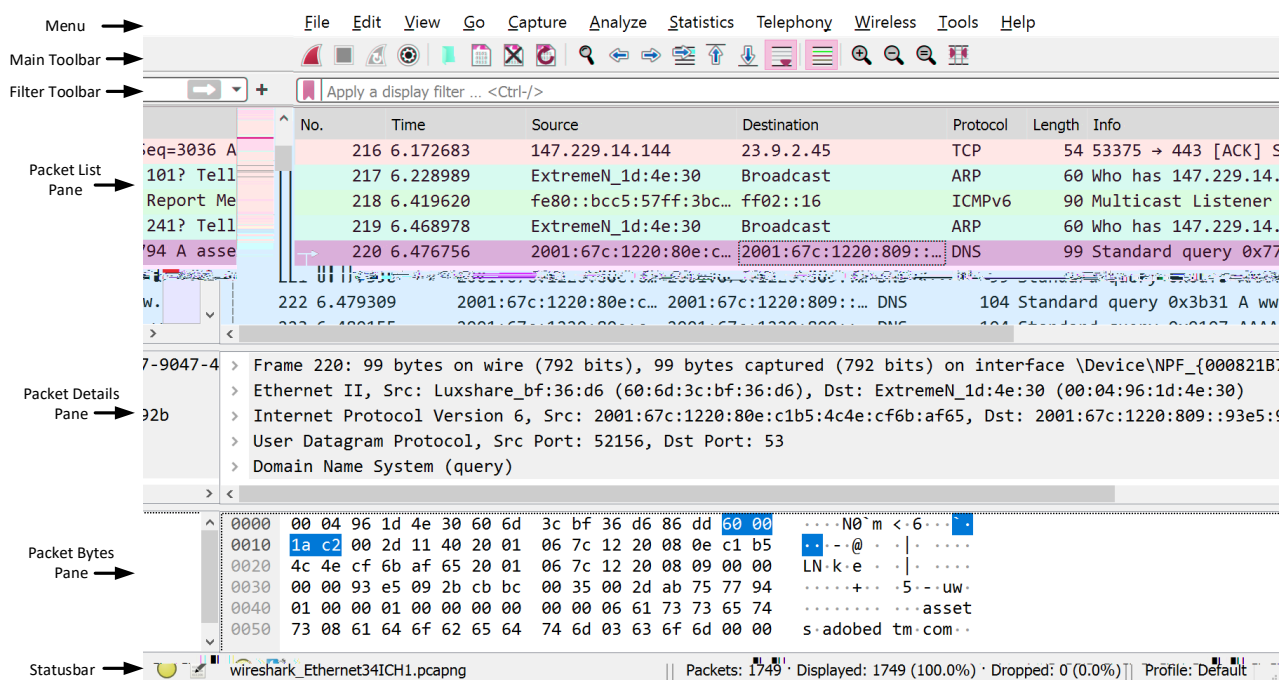 Menu
File Edit View Go Capture Analyze Statistics Telephony Wireless Tools Help
Main Toolbar
Filter Toolbar
+
Apply a display filter ... <Ctrl-/>
No. Time Source Destination Protocol Length Info
Seq=3036 A
216 6.172683 147.229.14.144 23.9.2.45 TCP 54 53375 → 443 [ACK] S
Packet List
Pane
101? Tell
217 6.228989 ExtremeN_1d:4e:30 Broadcast ARP 60 Who has 147.229.14.
Report Me
218 6.419620 fe80::bcc5:57ff:3bc… ff02::16 ICMPv6 90 Multicast Listener
241? Tell
219 6.468978 ExtremeN_1d:4e:30 Broadcast ARP 60 Who has 147.229.14.
794 A asse
220 6.476756 2001:67c:1220:80e:c… 2001:67c:1220:809::… DNS 99 Standard query 0x77
w.
222 6.479309 2001:67c:1220:80e:c… 2001:67c:1220:809::… DNS 104 Standard query 0x3b31 A ww
Packet Details
Pane
7-9047-4
92b
Frame 220: 99 bytes on wire (792 bits), 99 bytes captured (792 bits) on interface \Device\NPF_{000821B7
Ethernet II, Src: Luxshare_bf:36:d6 (60:6d:3c:bf:36:d6), Dst: ExtremeN_1d:4e:30 (00:04:96:1d:4e:30)
Internet Protocol Version 6, Src: 2001:67c:1220:80e:c1b5:4c4e:cf6b:af65, Dst: 2001:67c:1220:809::93e5:9
User Datagram Protocol, Src Port: 52156, Dst Port: 53
Domain Name System (query)
Packet Bytes
Pane
0000 00 04 96 1d 4e 30 60 6d 3c bf 36 d6 86 dd 60 00 ····N0`m <·6···`·
0010 1a c2 00 2d 11 40 20 01 06 7c 12 20 08 0e c1 b5 ···-·@ · ·|· ····
0020 4c 4e cf 6b af 65 20 01 06 7c 12 20 08 09 00 00 LN·k·e · ·|· ····
0030 00 00 93 e5 09 2b cb bc 00 35 00 2d ab 75 77 94 ·····+·· ·5·-·uw·
0040 01 00 00 01 00 00 00 00 00 00 06 61 73 73 65 74 ········ ···asset
0050 73 08 61 64 6f 62 65 64 74 6d 03 63 6f 6d 00 00 s·adobed tm·com··
Statusbar
wireshark_Ethernet34ICH1.pcapng
Packets: 1749 · Displayed: 1749 (100.0%) · Dropped: 0 (0.0%)
Profile: Default